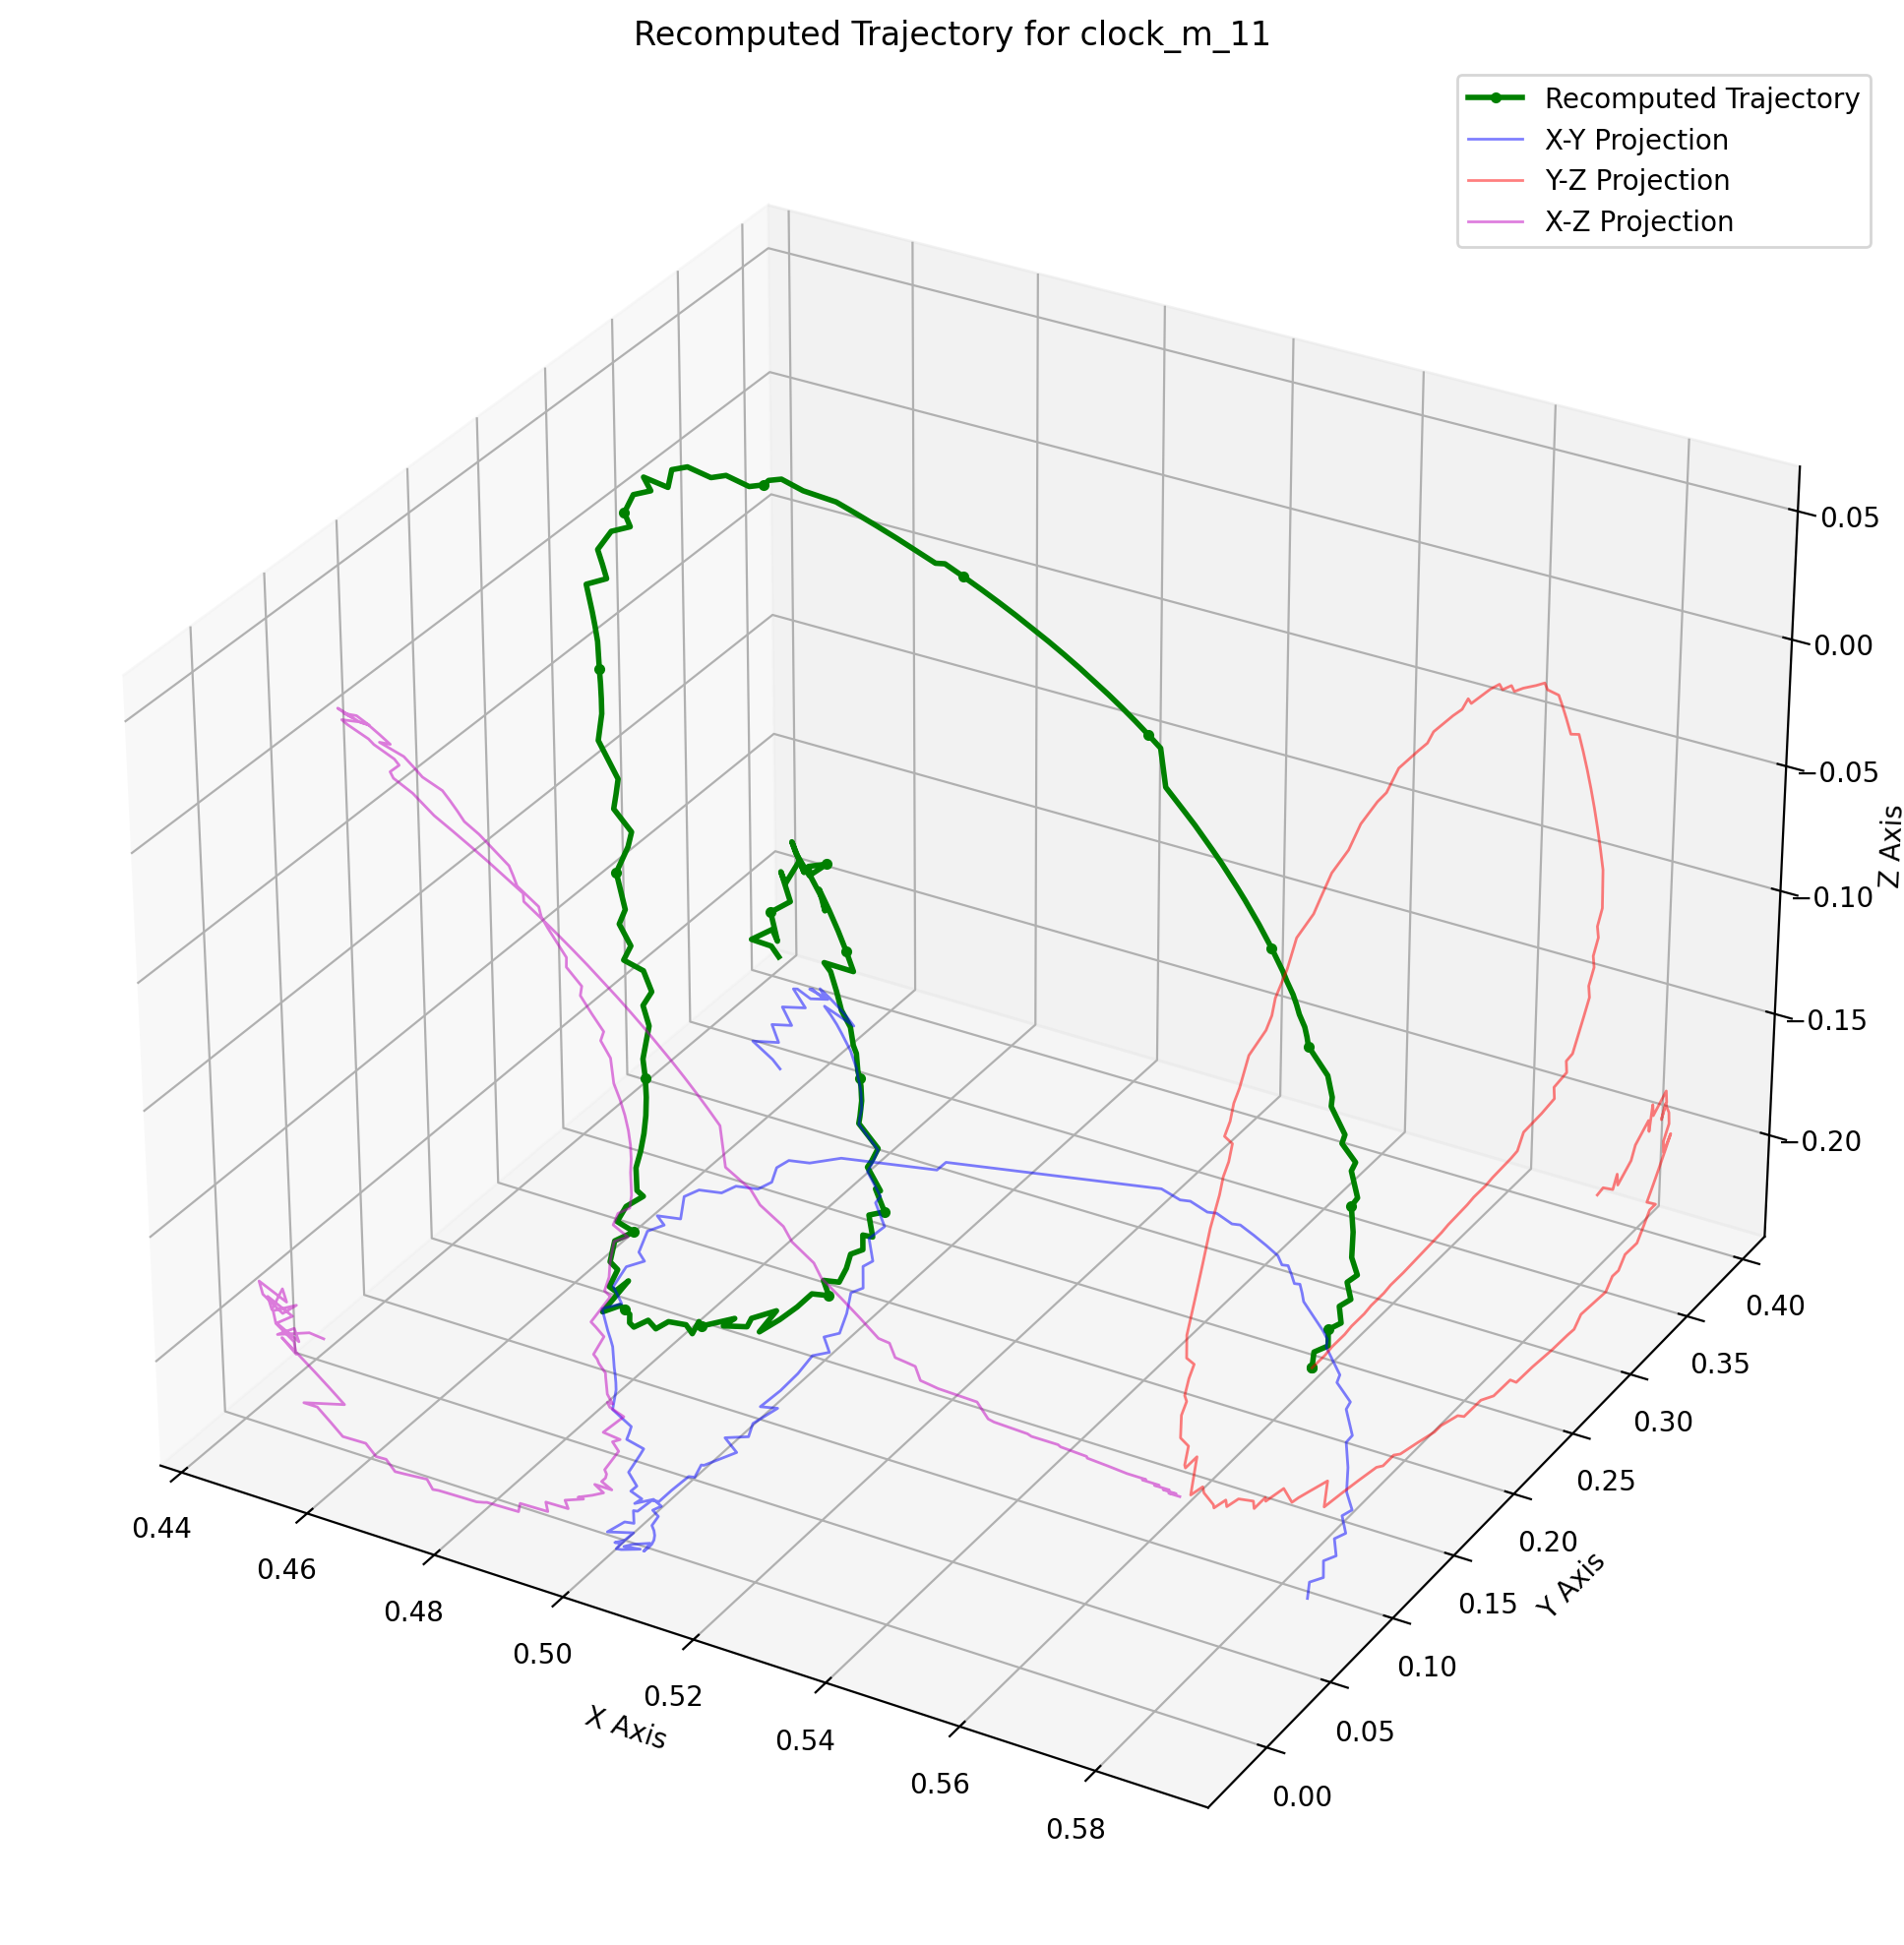 Recomputed Trajectory for clock_m_11
Recomputed Trajectory
X-Y Projection
Y-Z Projection
X-Z Projection
0.05
0.00
−0.05
−0.10
−0.15
−0.20
Z Axis
0.40
0.35
0.30
0.25
0.20
0.15
0.10
0.05
0.00
Y Axis
0.44
0.46
0.48
0.50
0.52
0.54
0.56
0.58
X Axis